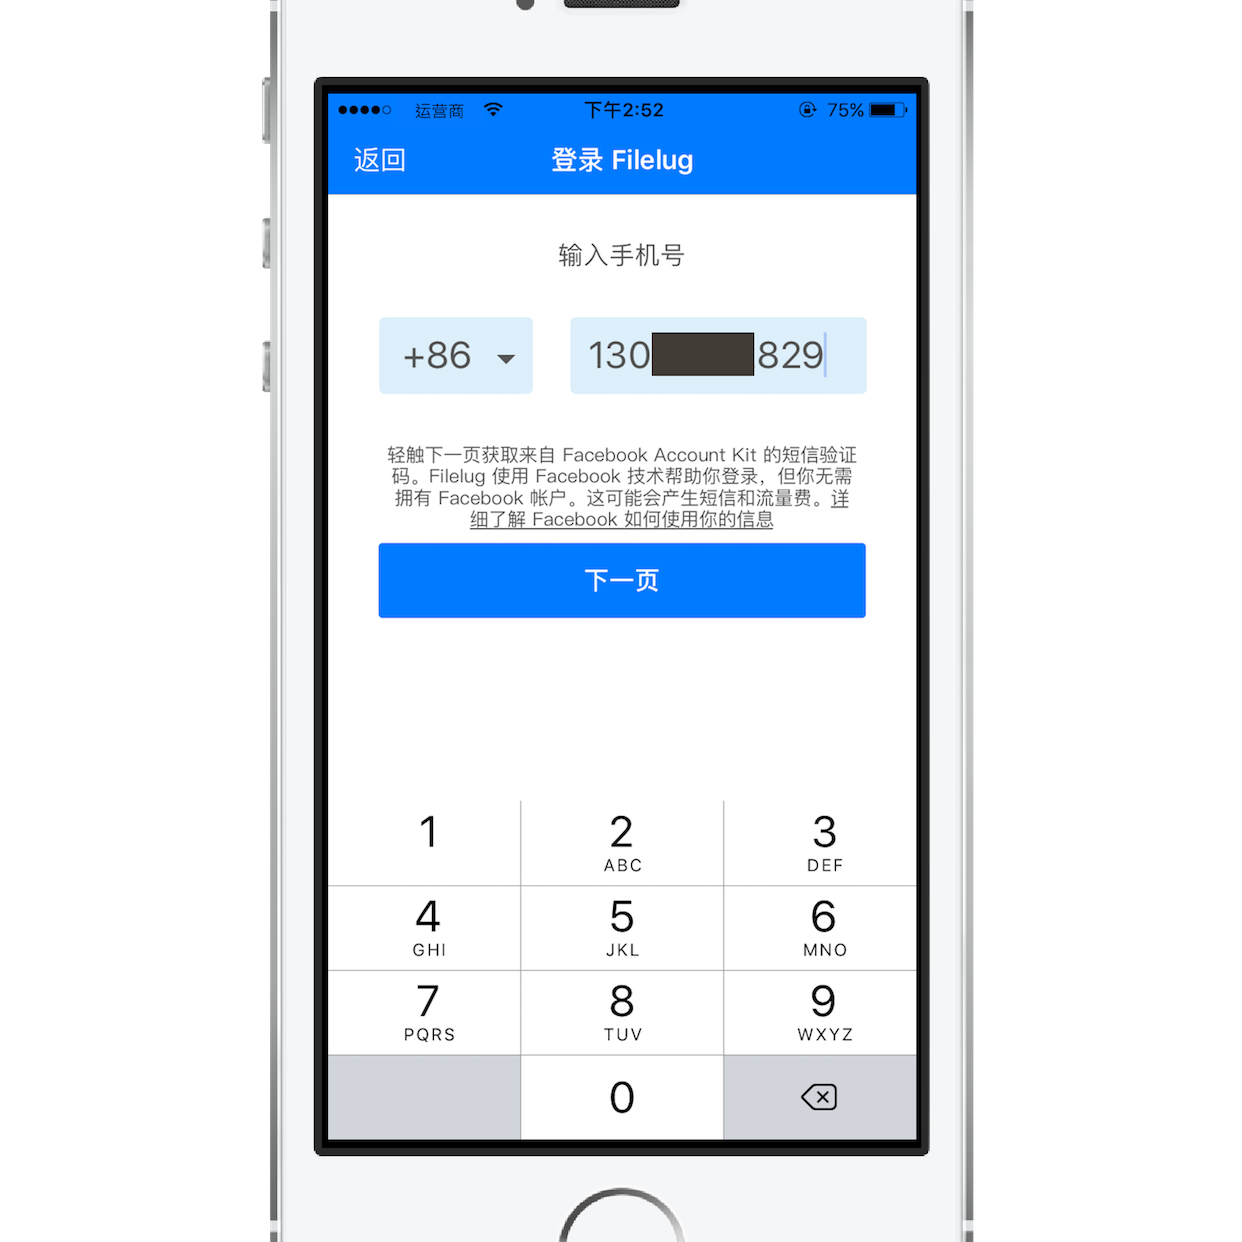 运营商 下午2:52 75%
返回 登录 Filelug
输入手机号
+86 130 829
轻触下一页获取来自 Facebook Account Kit 的短信验证
码。Filelug 使用 Facebook 技术帮助你登录，但你无需
拥有 Facebook 帐户。这可能会产生短信和流量费。详
细了解 Facebook 如何使用你的信息
下一页
1 2 3
ABC DEF
4 5 6
GHI JKL MNO
7 8 9
PQRS TUV WXYZ
0